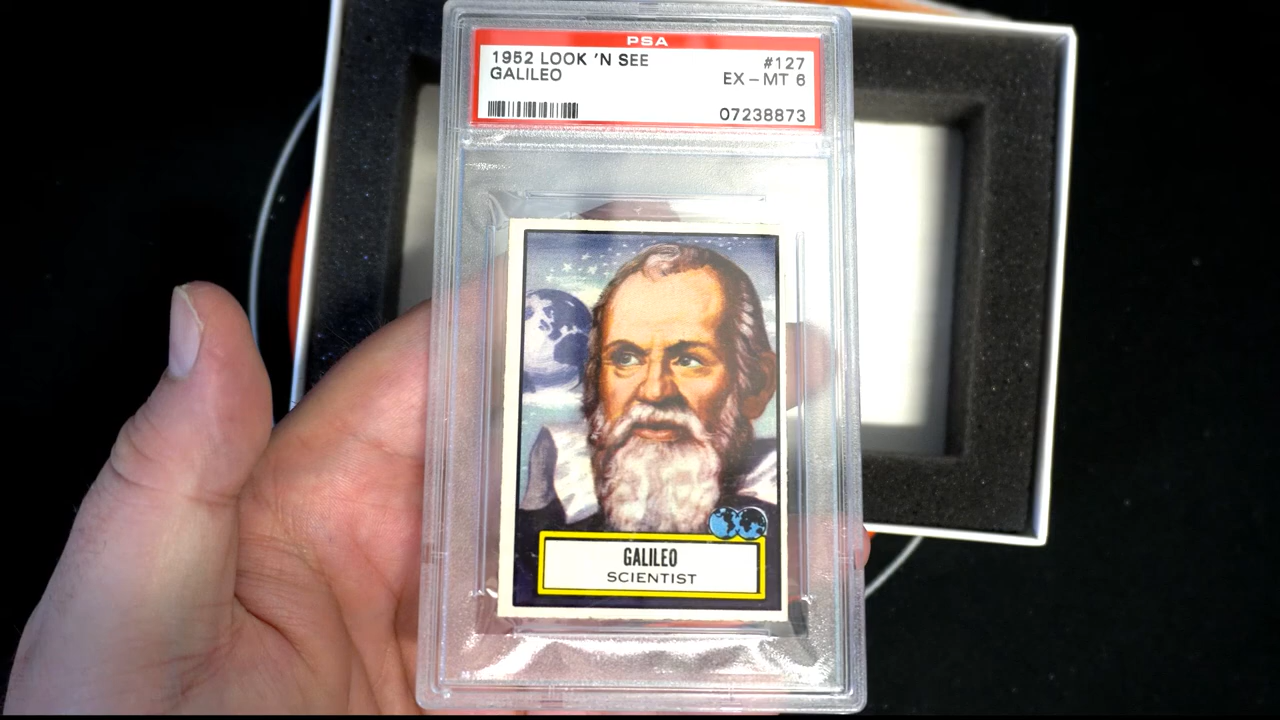 PSA
1952 LOOK 'N SEE #127
GALILEO EX-MT 6
07238873
GALILEO
SCIENTIST